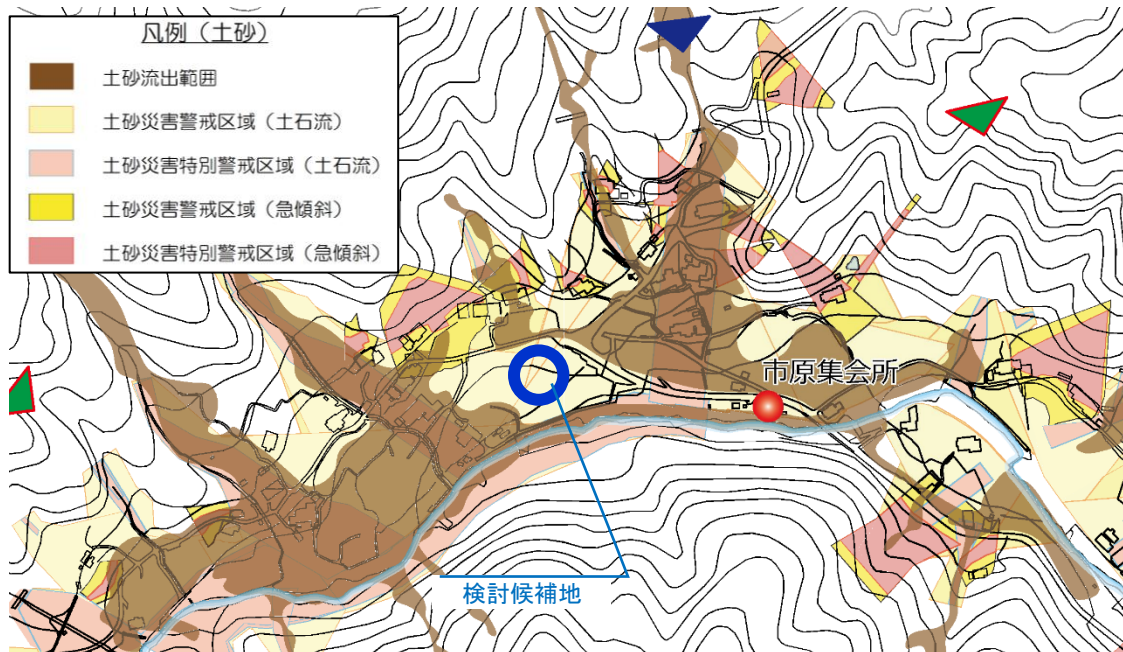 凡例（土砂）
土砂流出範囲
土砂災害警戒区域（土石流）
土砂災害特別警戒区域（土石流）
土砂災害警戒区域（急傾斜）
土砂災害特別警戒区域（急傾斜）
市原集会所
検討候補地